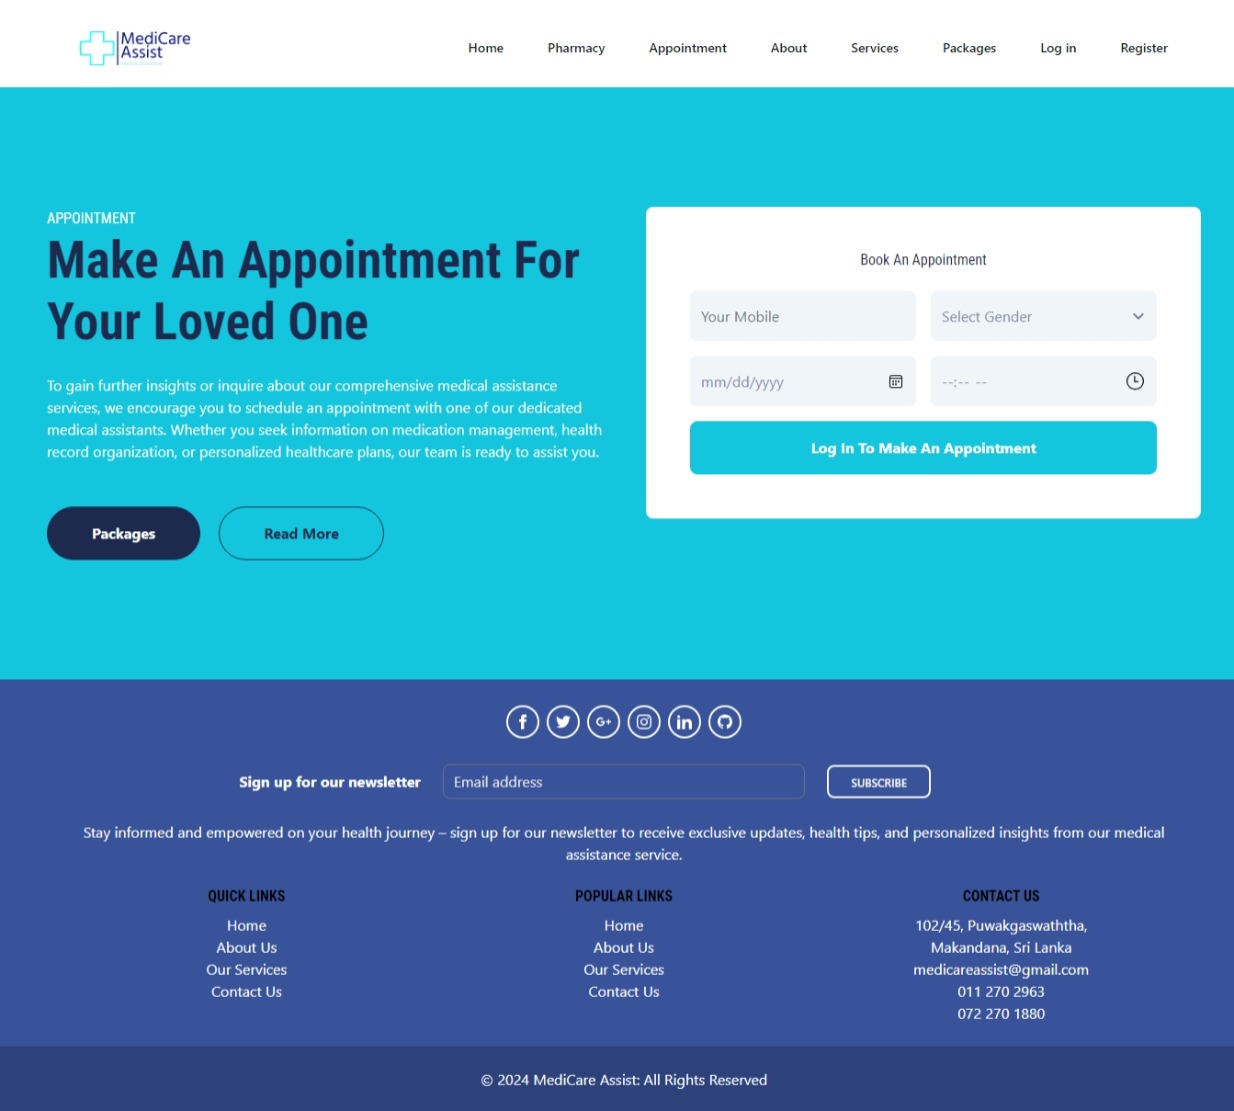 MediCare
Assist
Home
Pharmacy
Appointment
About
Services
Packages
Log in
Register
APPOINTMENT
Make An Appointment For
Your Loved One
To gain further insights or inquire about our comprehensive medical assistance
services, we encourage you to schedule an appointment with one of our dedicated
medical assistants. Whether you seek information on medication management, health
record organization, or personalized healthcare plans, our team is ready to assist you.
Packages
Read More
Book An Appointment
Your Mobile
Select Gender
mm/dd/yyyy
--:-- --
Log In To Make An Appointment
Sign up for our newsletter
Email address
SUBSCRIBE
Stay informed and empowered on your health journey – sign up for our newsletter to receive exclusive updates, health tips, and personalized insights from our medical
assistance service.
QUICK LINKS
Home
About Us
Our Services
Contact Us
POPULAR LINKS
Home
About Us
Our Services
Contact Us
CONTACT US
102/45, Puwakgaswaththa,
Makandana, Sri Lanka
medicareassist@gmail.com
011 270 2963
072 270 1880
© 2024 MediCare Assist: All Rights Reserved